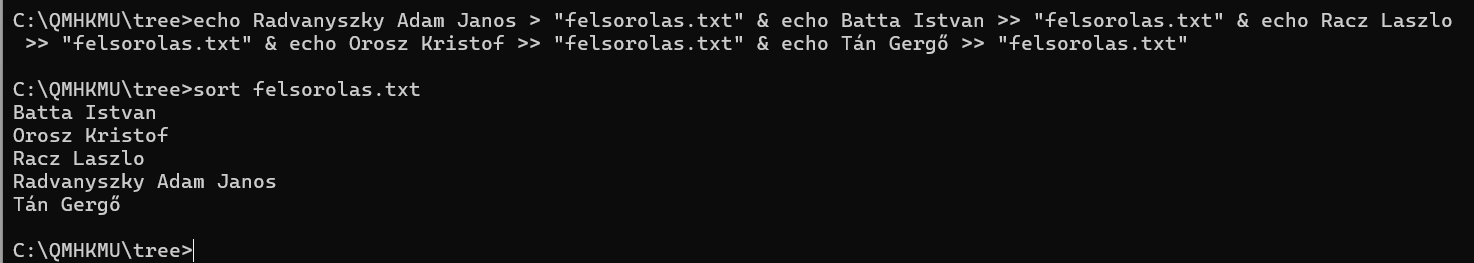 C:\QMHKMU\tree>echo Radvanyszky Adam Janos > "felsorolas.txt" & echo Batta Istvan >> "felsorolas.txt" & echo Racz Laszlo
 >> "felsorolas.txt" & echo Orosz Kristof >> "felsorolas.txt" & echo Tán Gergő >> "felsorolas.txt"

C:\QMHKMU\tree>sort felsorolas.txt
Batta Istvan
Orosz Kristof
Racz Laszlo
Radvanyszky Adam Janos
Tán Gergő

C:\QMHKMU\tree>